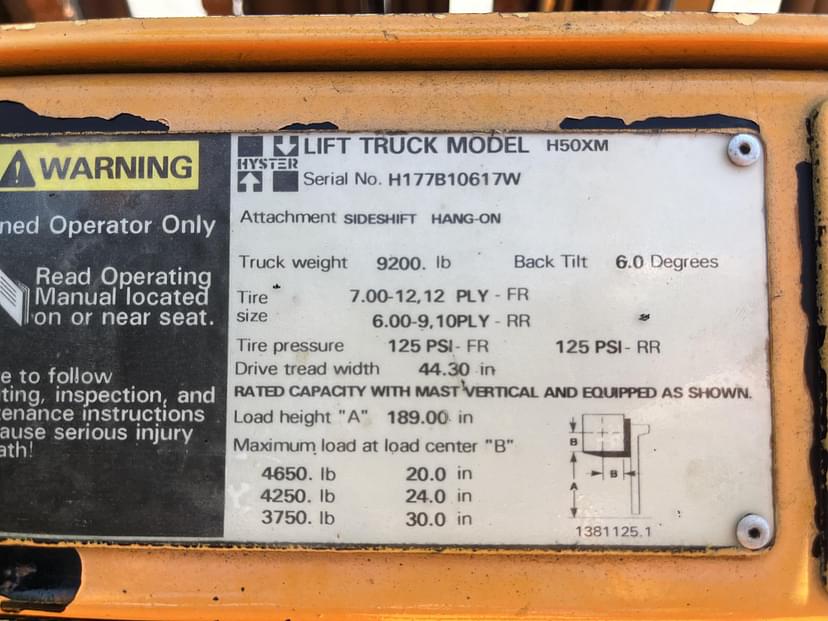 WARNING
ned Operator Only
Read Operating
Manual located
on or near seat.
e to follow
ting, inspection, and
tenance instructions
ause serious injury
ath!
HYSTER
LIFT TRUCK MODEL H50XM
Serial No. H177B10617W
Attachment SIDESHIFT HANG-ON
Truck weight 9200. lb Back Tilt 6.0 Degrees
Tire size 7.00-12,12 PLY - FR
6.00-9,10PLY - RR
Tire pressure 125 PSI - FR 125 PSI - RR
Drive tread width 44.30 in
RATED CAPACITY WITH MAST VERTICAL AND EQUIPPED AS SHOWN.
Load height "A" 189.00 in
Maximum load at load center "B"
4650. lb 20.0 in
4250. lb 24.0 in
3750. lb 30.0 in
B
B
A
1381125.1